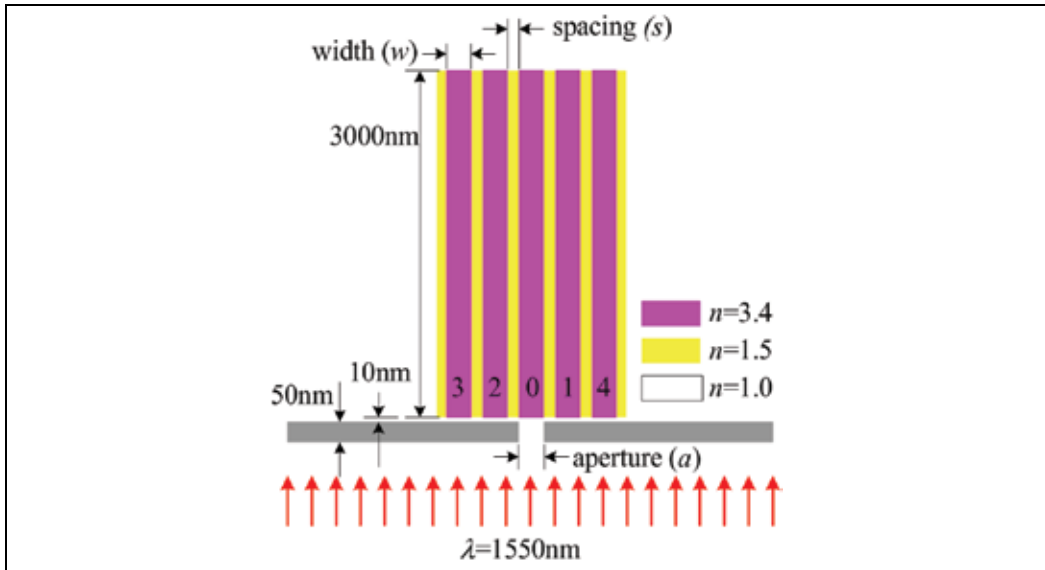 spacing (s)
width (w)
3000nm
n=3.4
n=1.5
n=1.0
10nm
50nm
3 2 0 1 4
aperture (a)
λ=1550nm